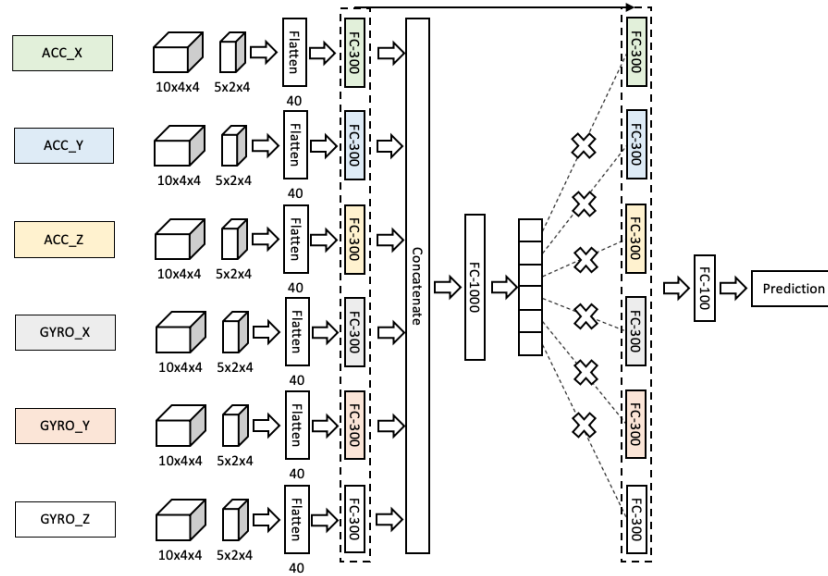 ACC_X
10x4x4
5x2x4
Flatten
40
FC-300
ACC_Y
10x4x4
5x2x4
Flatten
40
FC-300
ACC_Z
10x4x4
5x2x4
Flatten
40
FC-300
GYRO_X
10x4x4
5x2x4
Flatten
40
FC-300
GYRO_Y
10x4x4
5x2x4
Flatten
40
FC-300
GYRO_Z
10x4x4
5x2x4
Flatten
40
FC-300
Concatenate
FC-1000
FC-300
FC-300
FC-300
FC-300
FC-300
FC-300
FC-100
Prediction